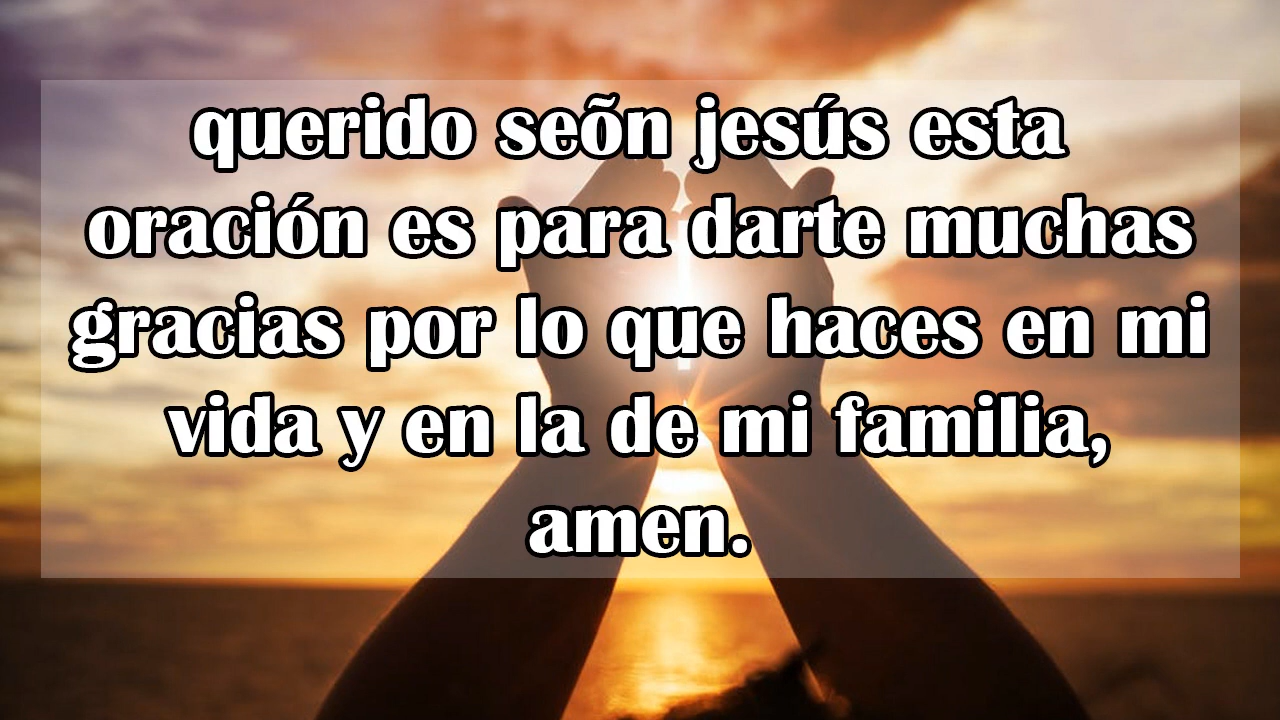 querido seõn jesús esta
oración es para darte muchas
gracias por lo que haces en mi
vida y en la de mi familia,
amen.